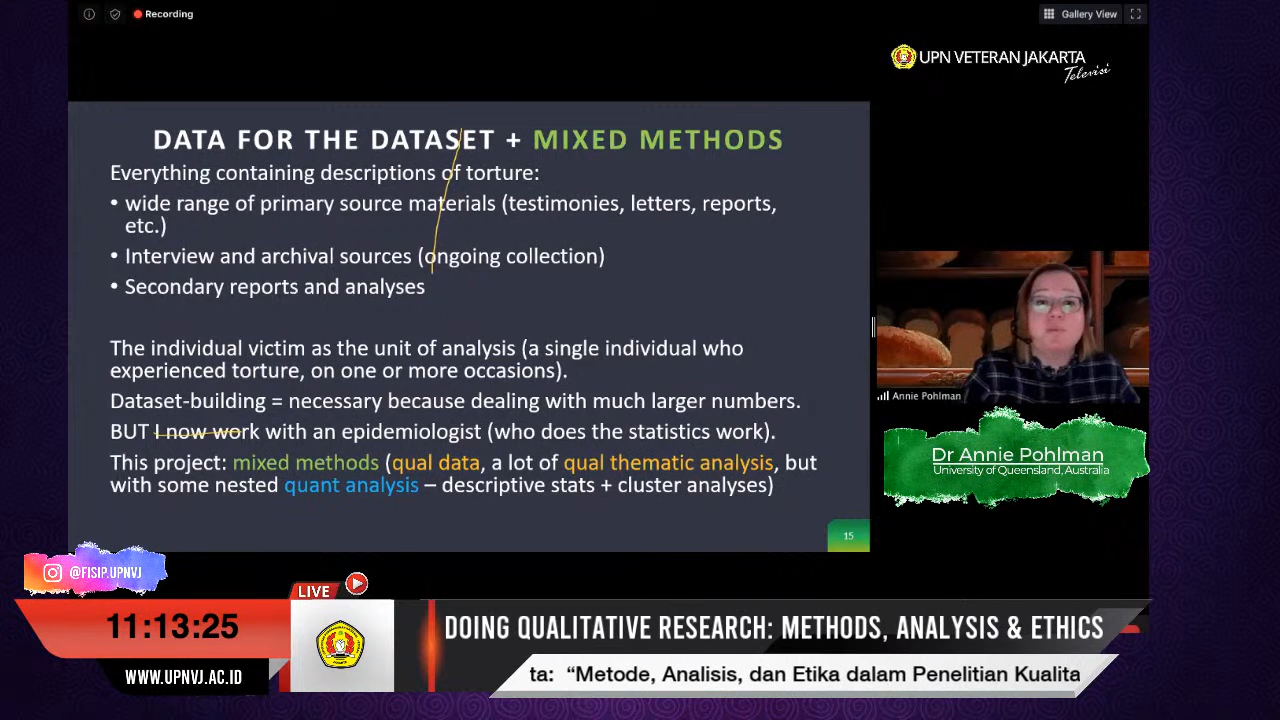 Recording
Gallery View
UPN VETERAN JAKARTA
Televisi
DATA FOR THE DATASET + MIXED METHODS
Everything containing descriptions of torture:
• wide range of primary source materials (testimonies, letters, reports,
etc.)
• Interview and archival sources (ongoing collection)
• Secondary reports and analyses
The individual victim as the unit of analysis (a single individual who
experienced torture, on one or more occasions).
Dataset-building = necessary because dealing with much larger numbers.
BUT I now work with an epidemiologist (who does the statistics work).
This project: mixed methods (qual data, a lot of qual thematic analysis, but
with some nested quant analysis – descriptive stats + cluster analyses)
15
Annie Pohlman
Dr Annie Pohlman
University of Queensland, Australia
@FISIP.UPNVJ
LIVE
11:13:25
DOING QUALITATIVE RESEARCH: METHODS, ANALYSIS & ETHICS
WWW.UPNVJ.AC.ID
ta: “Metode, Analisis, dan Etika dalam Penelitian Kualita